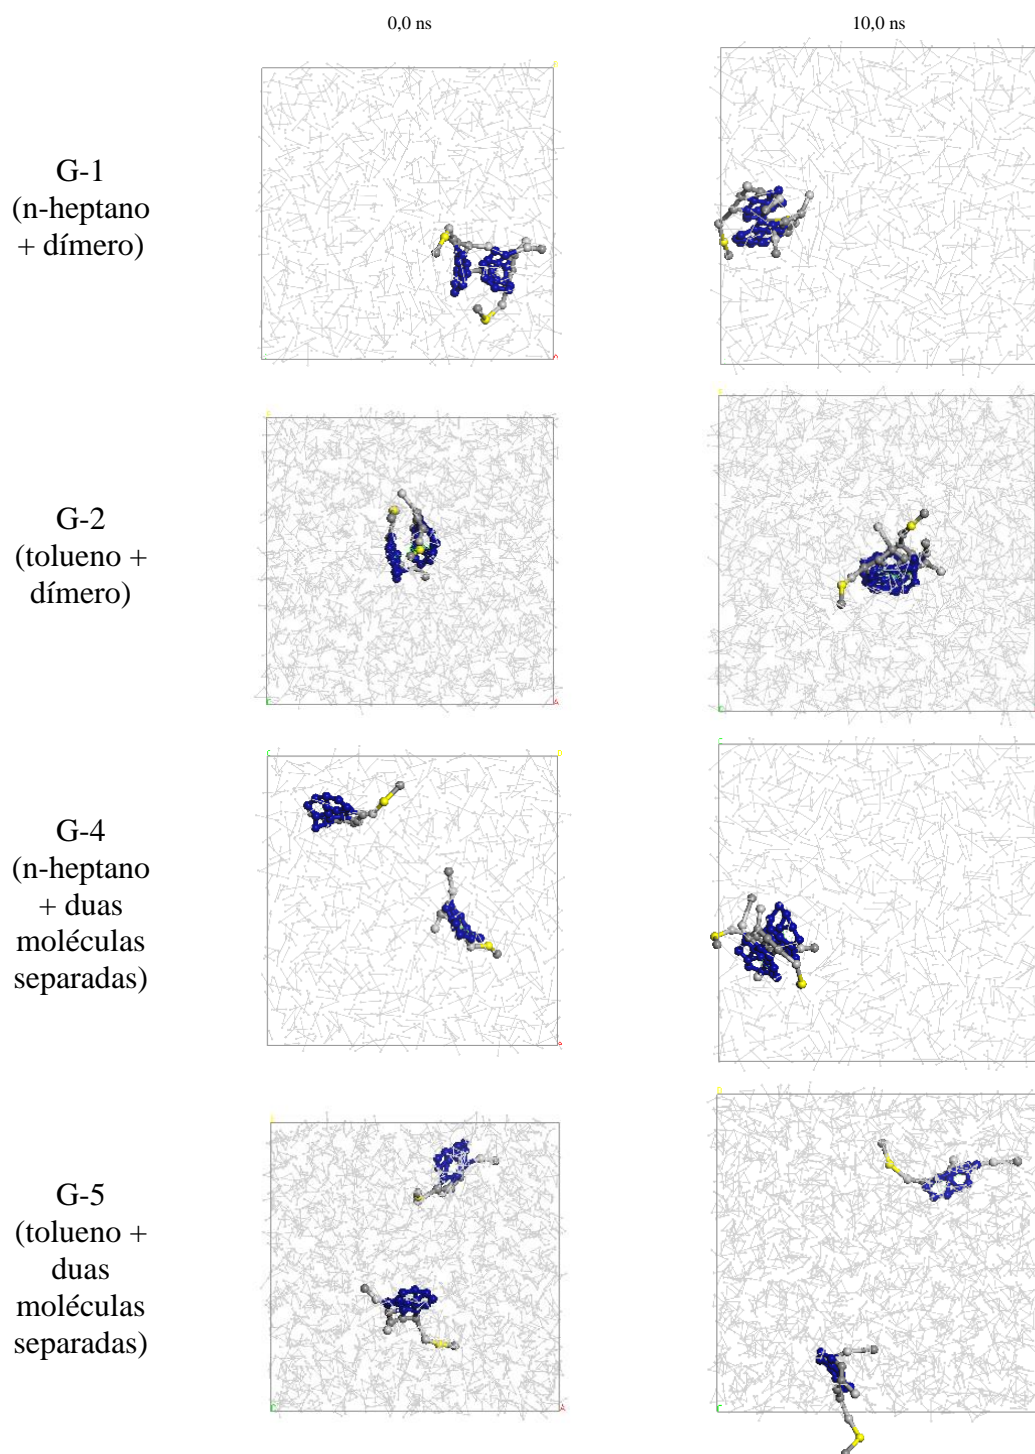 0,0 ns
10,0 ns
G-1
(n-heptano
+ dímero)
G-2
(tolueno +
dímero)
G-4
(n-heptano
+ duas
moléculas
separadas)
G-5
(tolueno +
duas
moléculas
separadas)